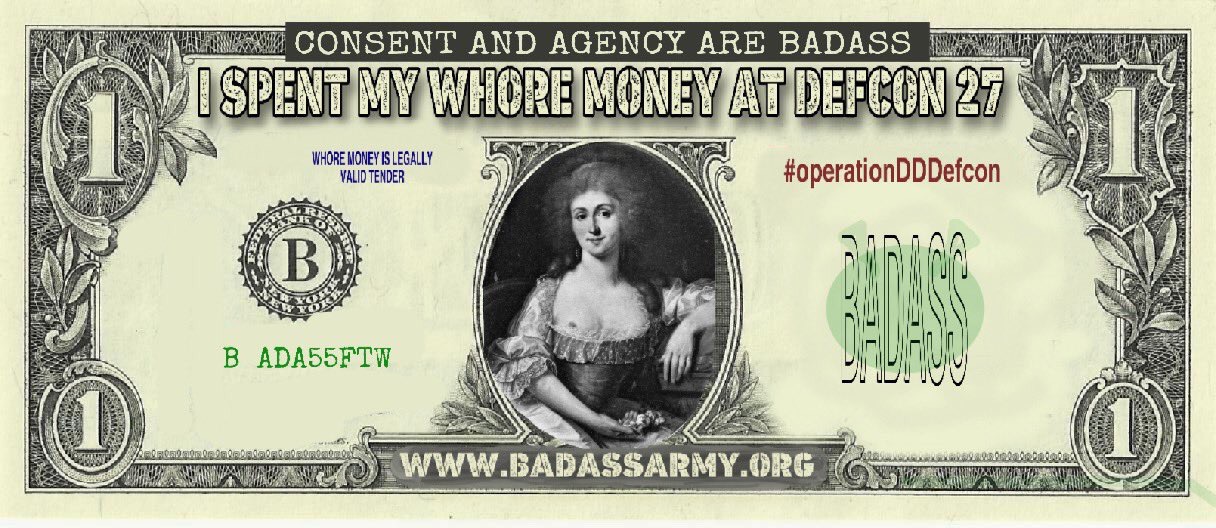 CONSENT AND AGENCY ARE BADASS
I SPENT MY WHORE MONEY AT DEFCON 27
1
1
WHORE MONEY IS LEGALLY
VALID TENDER
#operationDDDefcon
B
BADASS
B ADA55FTW
1
1
WWW.BADASSARMY.ORG